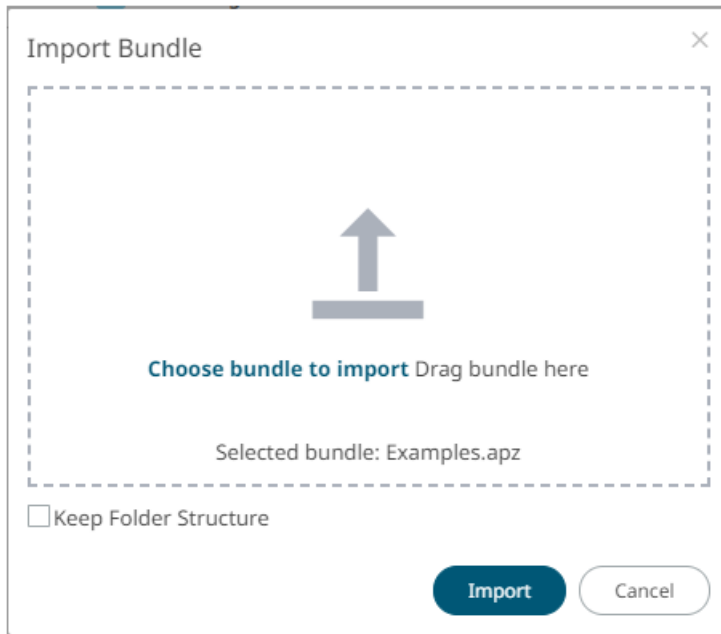 Import Bundle
Choose bundle to import Drag bundle here
Selected bundle: Examples.apz
Keep Folder Structure
Import
Cancel